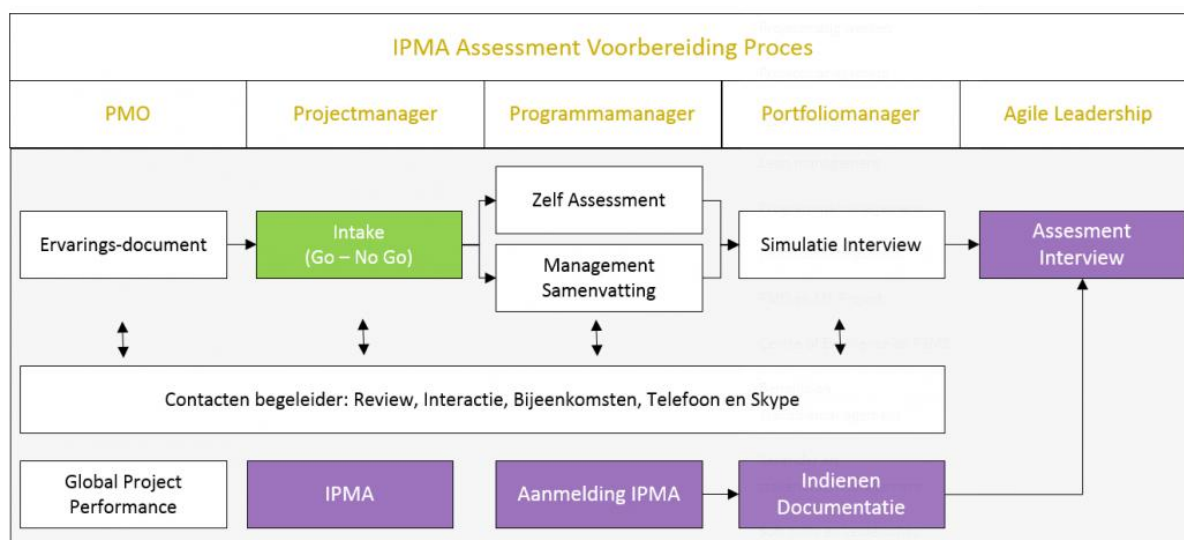 IPMA Assessment Voorbereiding Proces
PMO
Projectmanager
Programmamanager
Portfoliomanager
Agile Leadership
Ervarings-document
Intake
(Go – No Go)
Zelf Assessment
Management
Samenvatting
Simulatie Interview
Assesment
Interview
Contacten begeleider: Review, Interactie, Bijeenkomsten, Telefoon en Skype
Global Project
Performance
IPMA
Aanmelding IPMA
Indienen
Documentatie